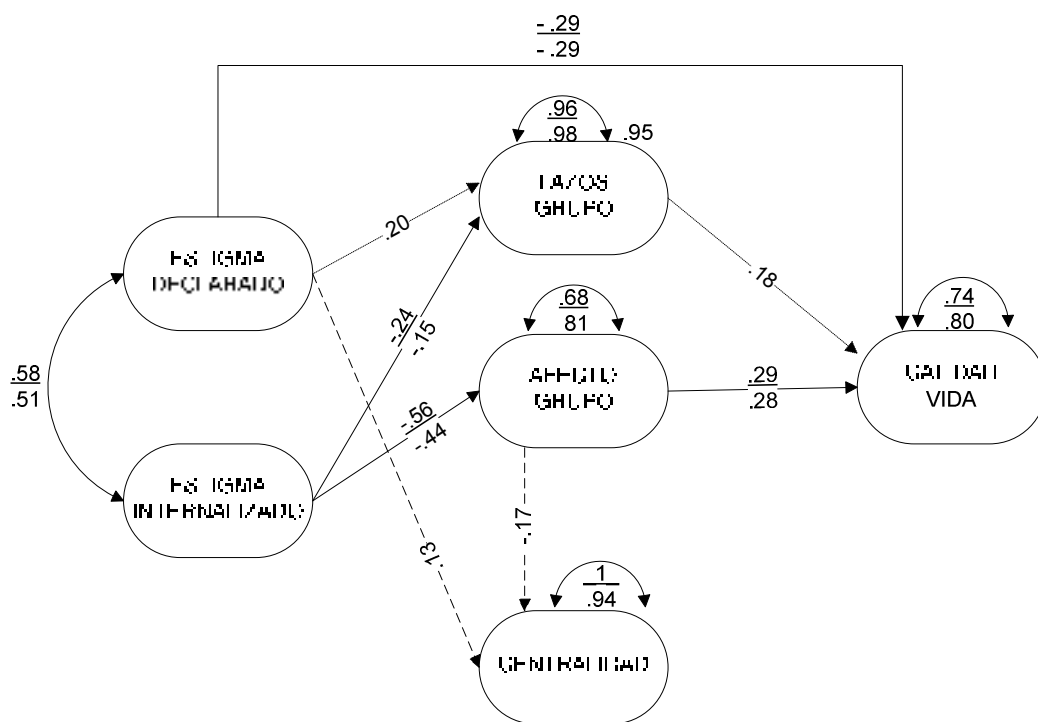 - .29
- .29
.96
.98
.95
LAZOS
GRUPO
.20
ESTIGMA
DECLARADO
.18
-.24
-.15
.68
81
.74
.80
AFECTO
GRUPO
.29
.28
CALIDAD
VIDA
.58
.51
-.56
-.44
ESTIGMA
INTERNALIZADO
-.17
.13
1
.94
CENTRALIDAD